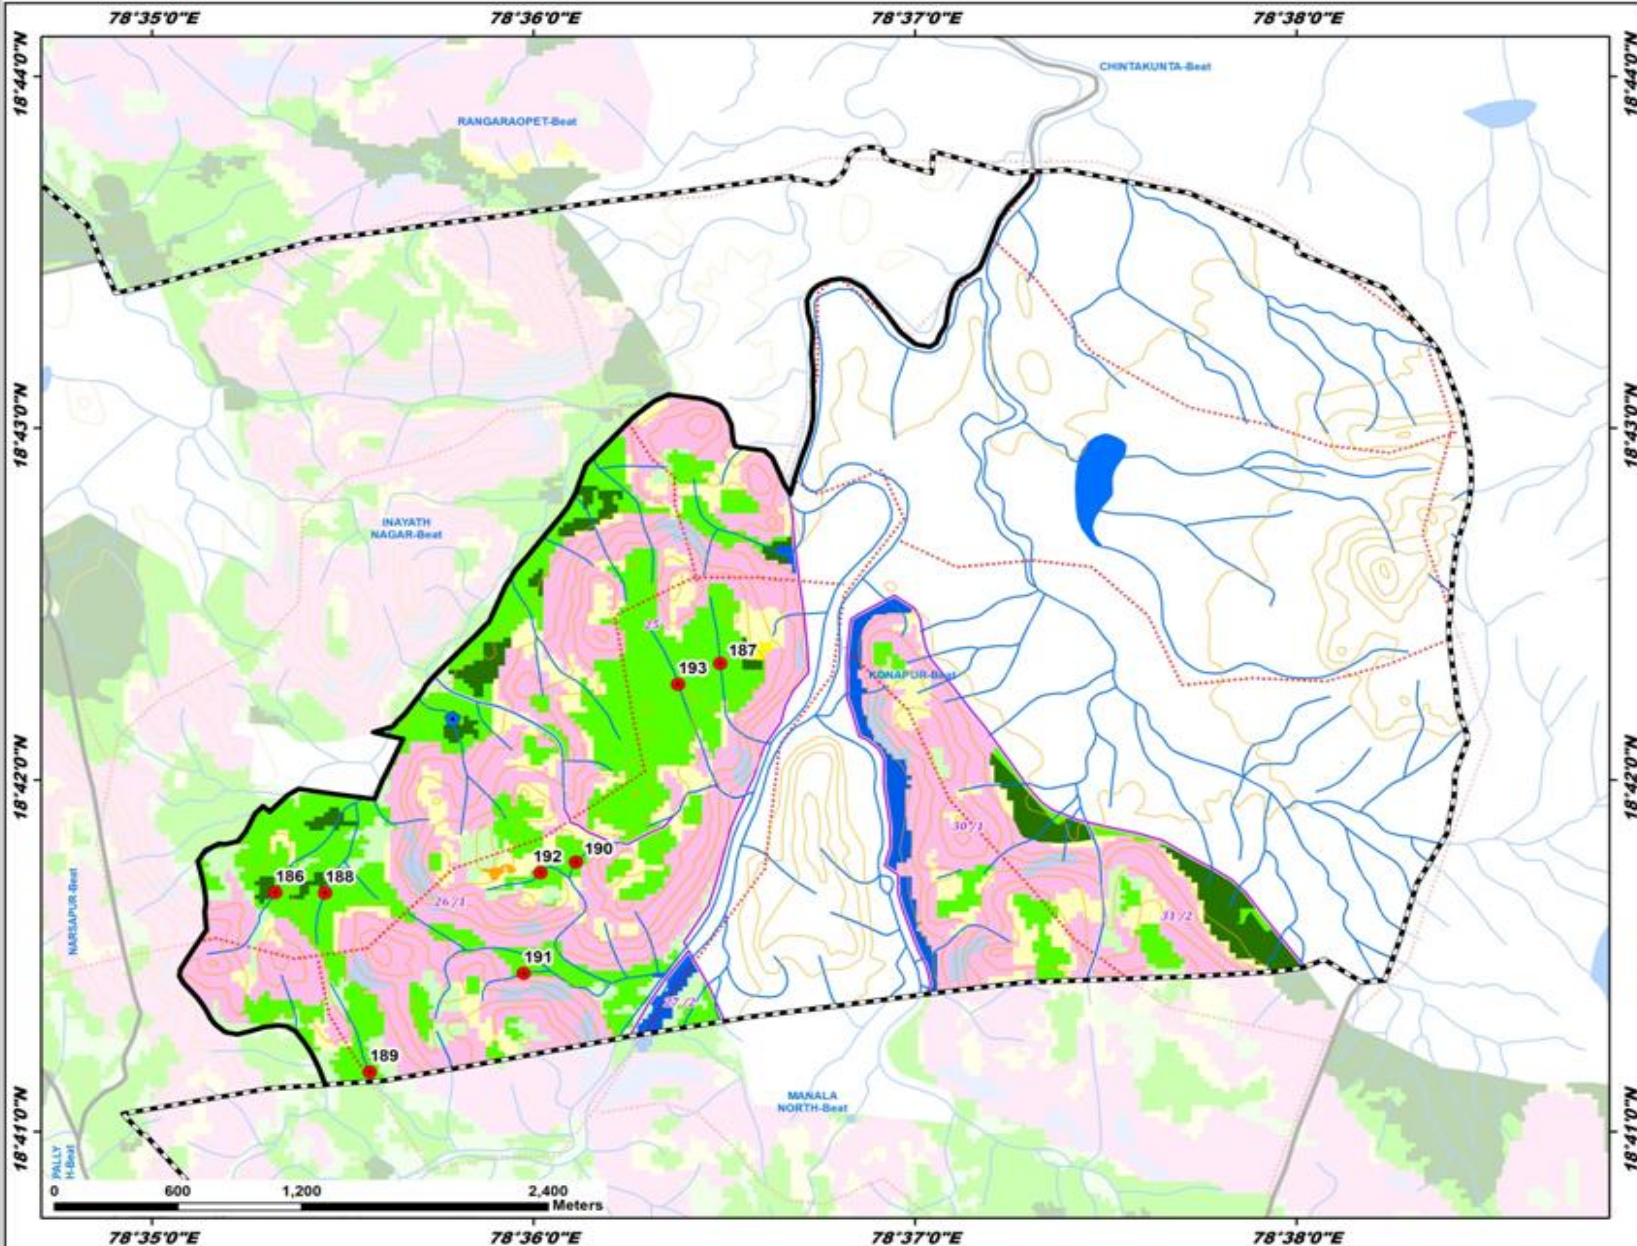 78°35'0"E
78°36'0"E
78°37'0"E
78°38'0"E
18°44'0"N
18°44'0"N
CHINTAKUNTA-Beat
RANGARAOPET-Beat
18°43'0"N
18°43'0"N
INAYATH
NAGAR-Beat
25
187
193
KONAPUR-Beat
18°42'0"N
18°42'0"N
30/1
190
192
186
188
26/1
31/2
NARSAPUR-Beat
191
27/2
189
MANALA
NORTH-Beat
18°41'0"N
18°41'0"N
PALLY
H-Beat
0
600
1,200
2,400
Meters
78°35'0"E
78°36'0"E
78°37'0"E
78°38'0"E